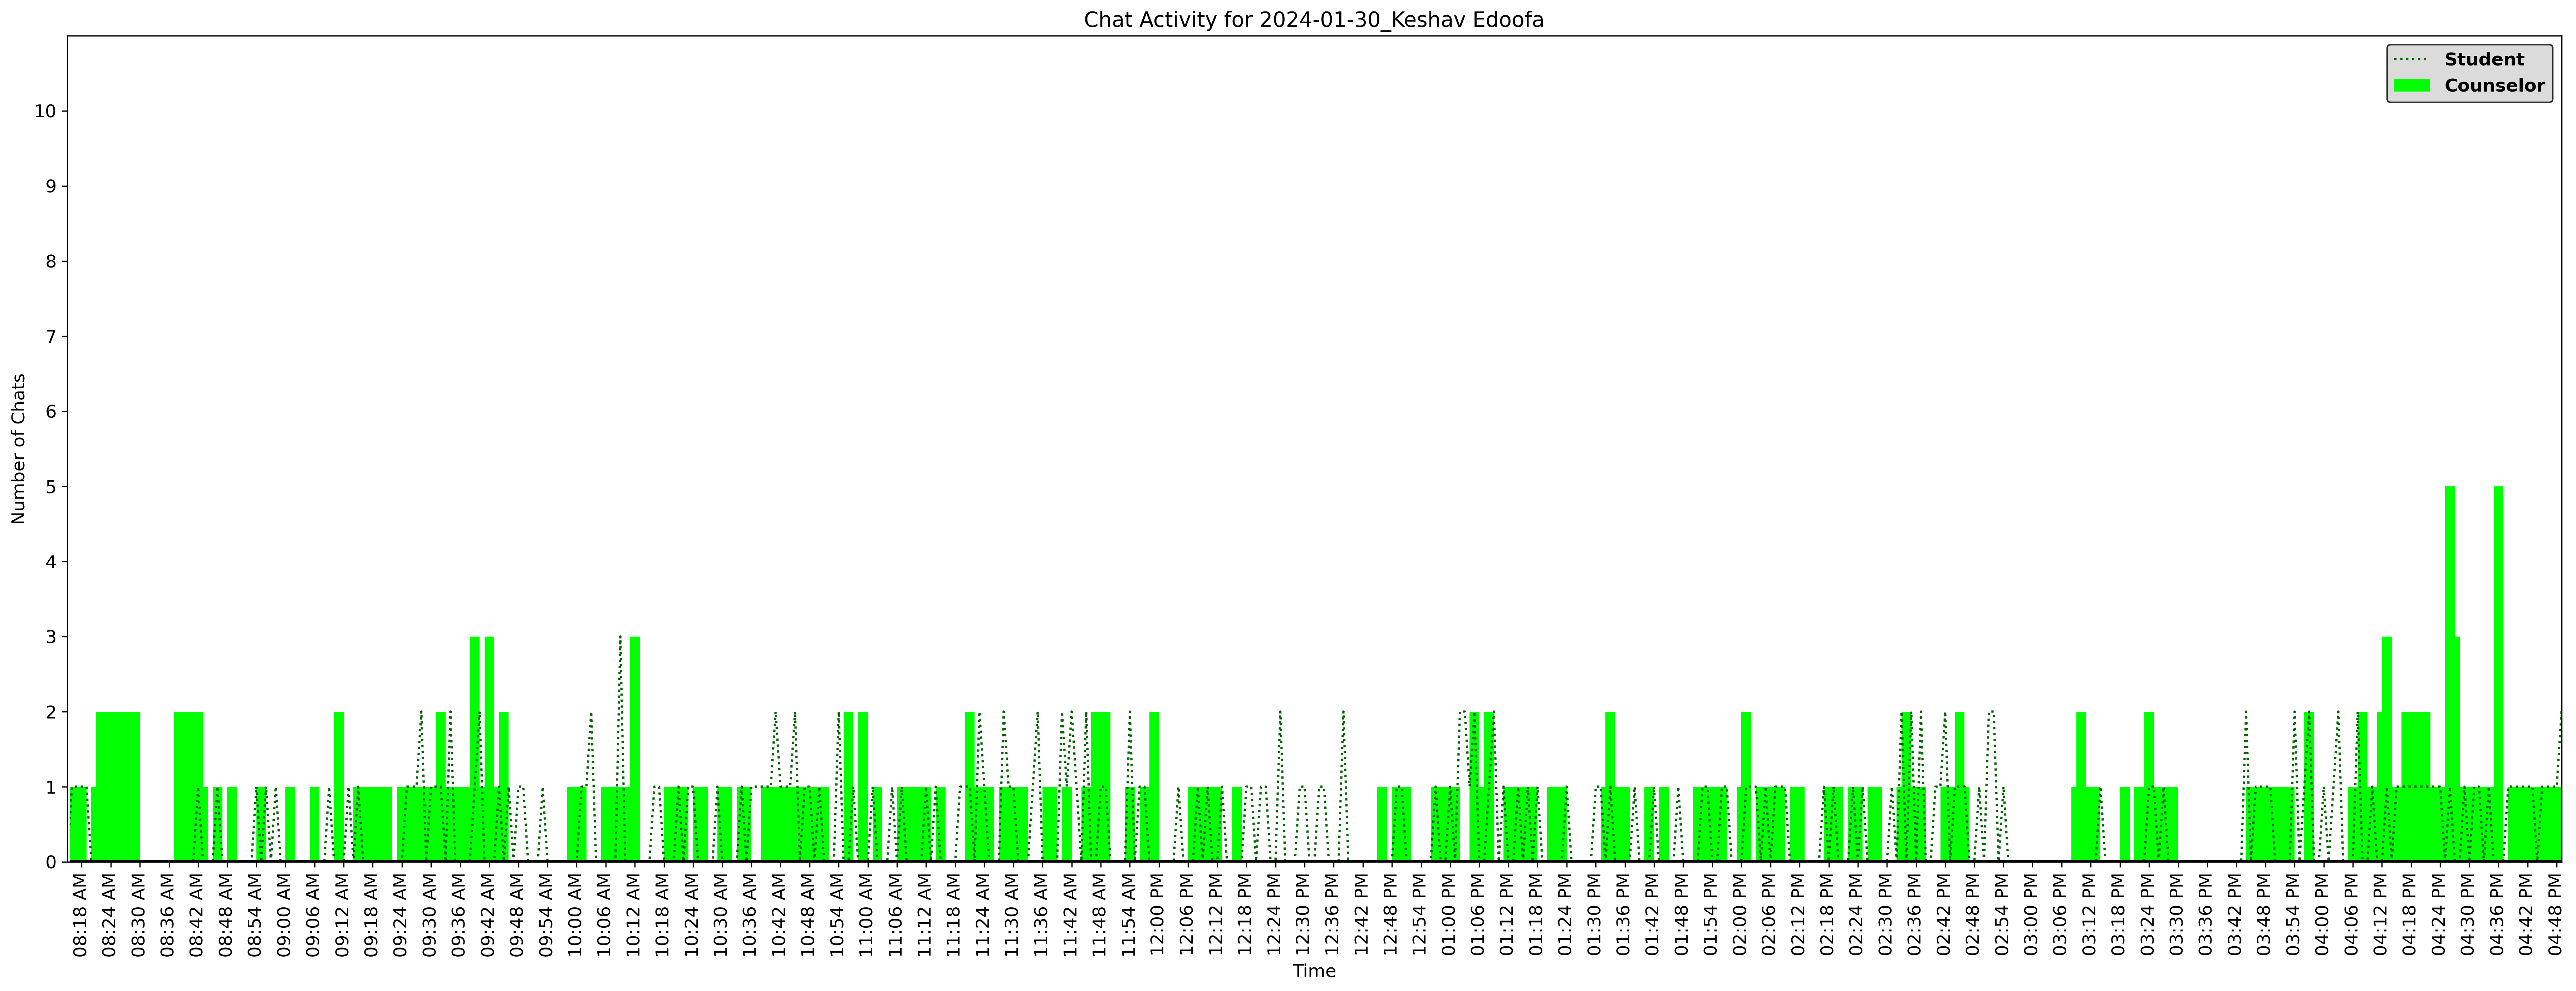 Chat Activity for 2024-01-30_Keshav Edoofa
Student
Counselor
Number of Chats
10
9
8
7
6
5
4
3
2
1
0
08:18 AM
08:24 AM
08:30 AM
08:36 AM
08:42 AM
08:48 AM
08:54 AM
09:00 AM
09:06 AM
09:12 AM
09:18 AM
09:24 AM
09:30 AM
09:36 AM
09:42 AM
09:48 AM
09:54 AM
10:00 AM
10:06 AM
10:12 AM
10:18 AM
10:24 AM
10:30 AM
10:36 AM
10:42 AM
10:48 AM
10:54 AM
11:00 AM
11:06 AM
11:12 AM
11:18 AM
11:24 AM
11:30 AM
11:36 AM
11:42 AM
11:48 AM
11:54 AM
12:00 PM
12:06 PM
12:12 PM
12:18 PM
12:24 PM
12:30 PM
12:36 PM
12:42 PM
12:48 PM
12:54 PM
01:00 PM
01:06 PM
01:12 PM
01:18 PM
01:24 PM
01:30 PM
01:36 PM
01:42 PM
01:48 PM
01:54 PM
02:00 PM
02:06 PM
02:12 PM
02:18 PM
02:24 PM
02:30 PM
02:36 PM
02:42 PM
02:48 PM
02:54 PM
03:00 PM
03:06 PM
03:12 PM
03:18 PM
03:24 PM
03:30 PM
03:36 PM
03:42 PM
03:48 PM
03:54 PM
04:00 PM
04:06 PM
04:12 PM
04:18 PM
04:24 PM
04:30 PM
04:36 PM
04:42 PM
04:48 PM
Time